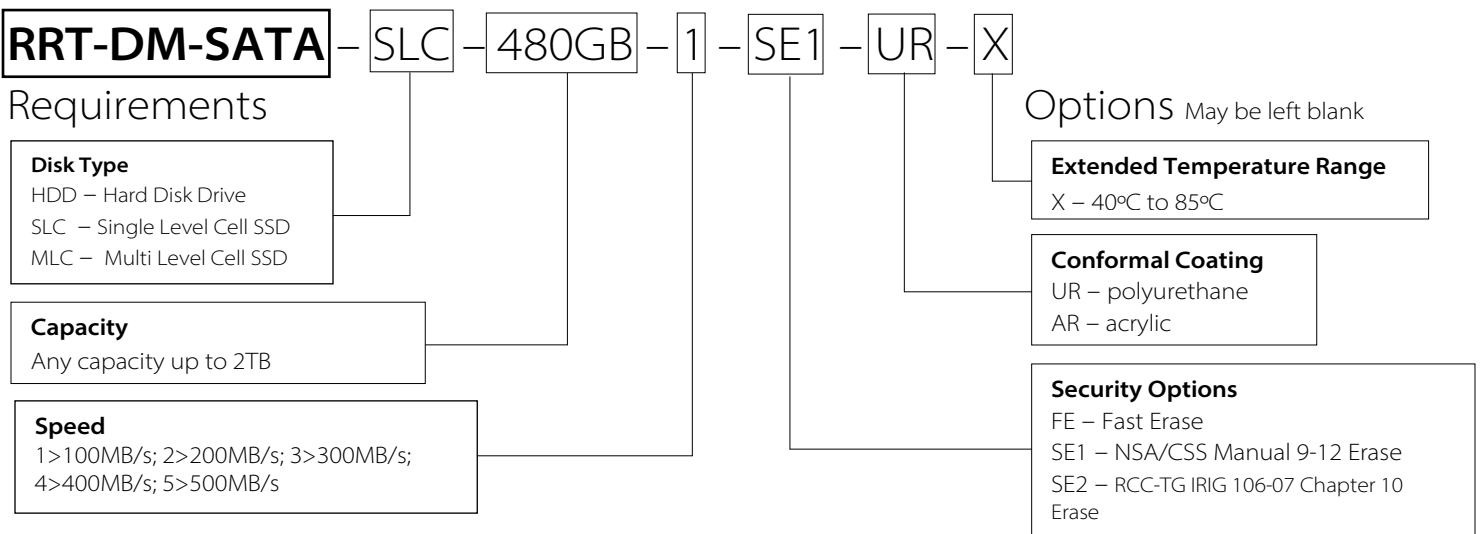 RRT-DM-SATA – SLC – 480GB – 1 – SE1 – UR – X
Requirements
Disk Type
HDD – Hard Disk Drive
SLC – Single Level Cell SSD
MLC – Multi Level Cell SSD
Capacity
Any capacity up to 2TB
Speed
1>100MB/s; 2>200MB/s; 3>300MB/s;
4>400MB/s; 5>500MB/s
Options May be left blank
Extended Temperature Range
X – 40ºC to 85ºC
Conformal Coating
UR – polyurethane
AR – acrylic
Security Options
FE – Fast Erase
SE1 – NSA/CSS Manual 9-12 Erase
SE2 – RCC-TG IRIG 106-07 Chapter 10
Erase